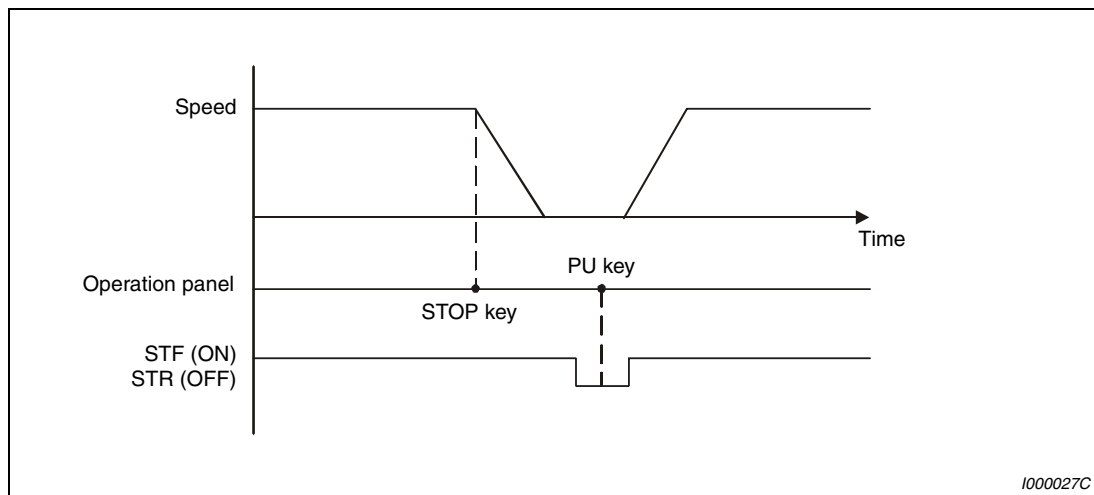 Speed
Time
Operation panel
PU key
STOP key
STF (ON)
STR (OFF)
I000027C